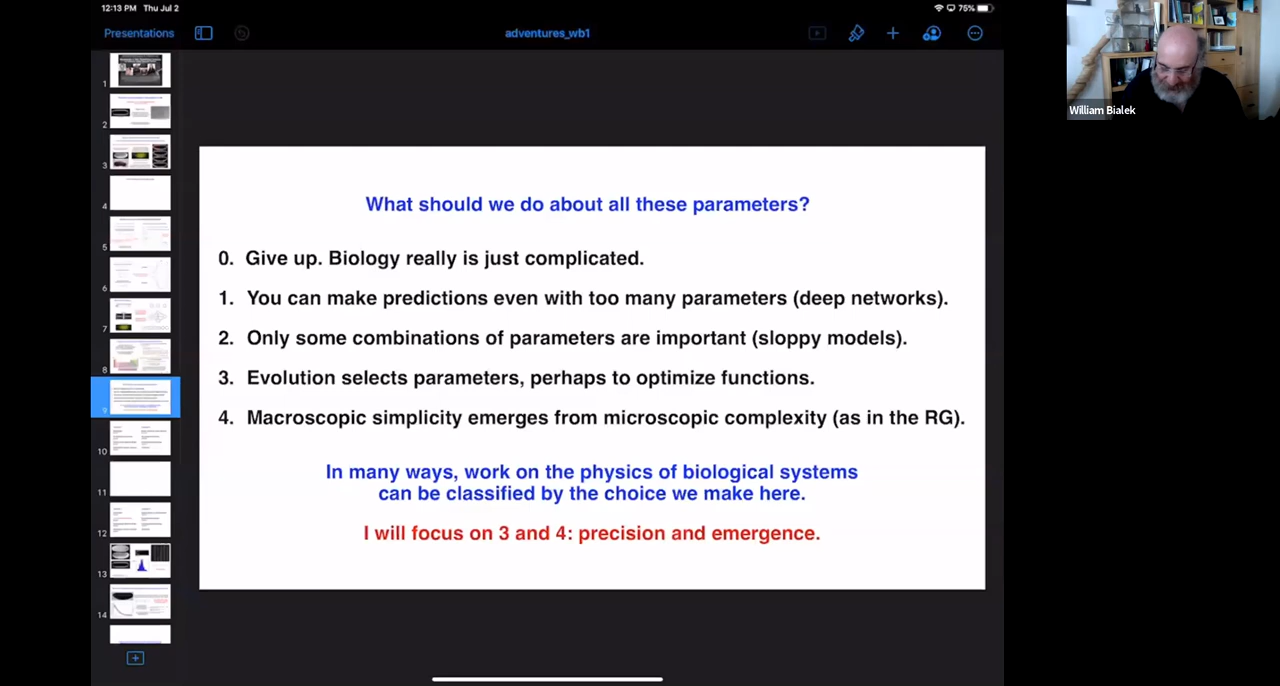 12:13 PM Thu Jul 2
75%
Presentations
adventures_wb1
William Bialek
1
2
3
4
5
6
7
8
9
10
11
12
13
14
What should we do about all these parameters?
0. Give up. Biology really is just complicated.
1. You can make predictions even with too many parameters (deep networks).
2. Only some combinations of parameters are important (sloppy models).
3. Evolution selects parameters, perhaps to optimize functions.
4. Macroscopic simplicity emerges from microscopic complexity (as in the RG).
In many ways, work on the physics of biological systems
can be classified by the choice we make here.
I will focus on 3 and 4: precision and emergence.